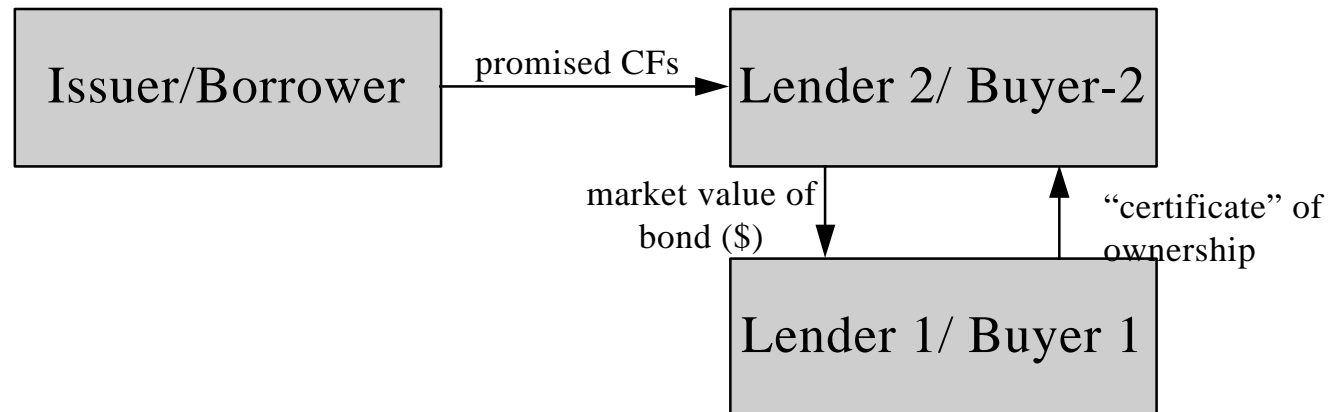 Issuer/Borrower
promised CFs
Lender 2/ Buyer-2
market value of
bond ($)
“certificate” of
ownership
Lender 1/ Buyer 1